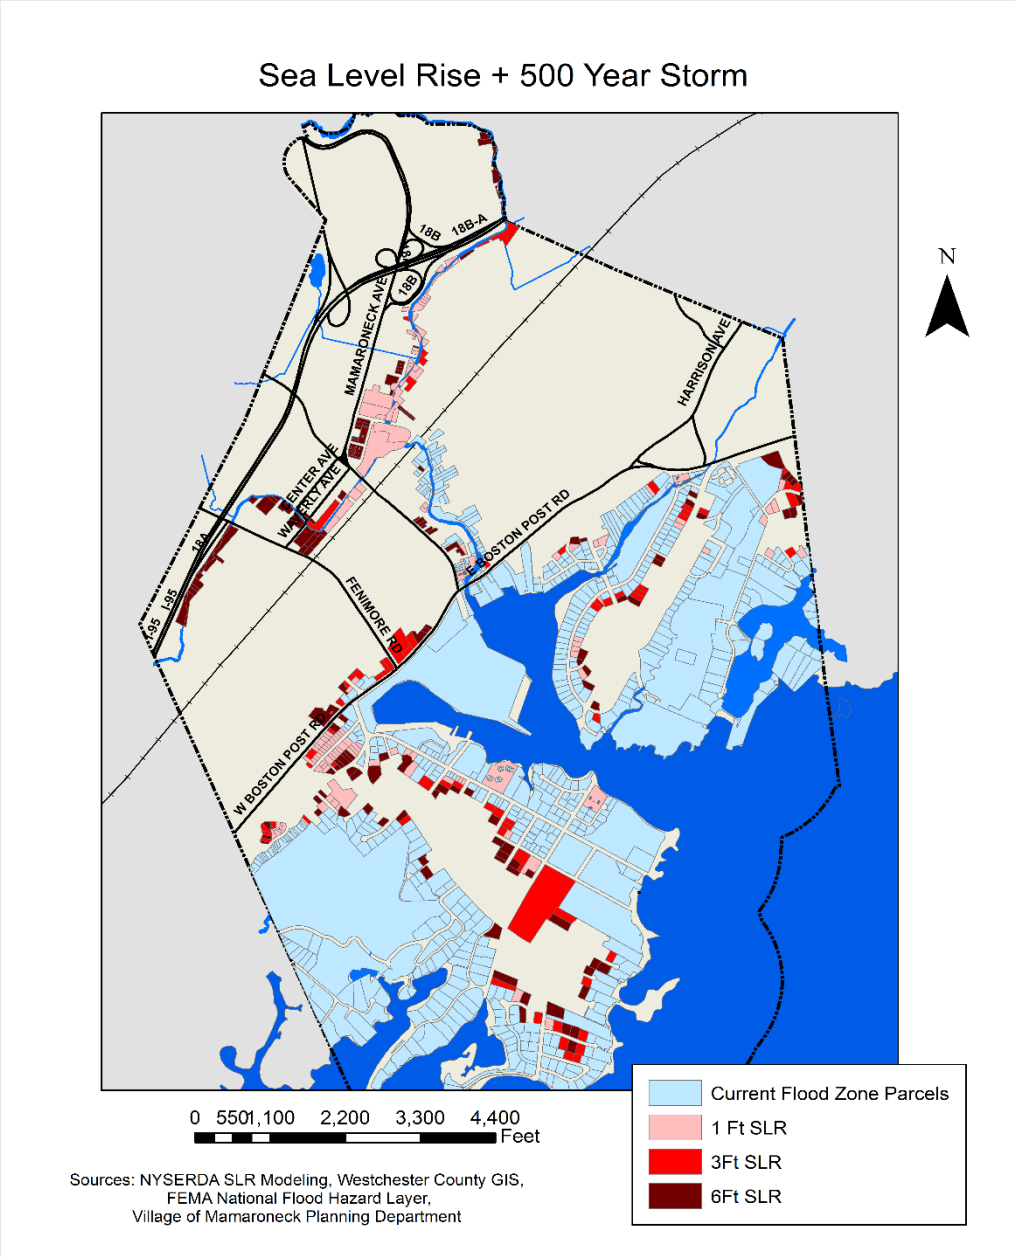 Sea Level Rise + 500 Year Storm
N
18B
18B-A
18B
MAMARONECK AVE
HARRISON AVE
CENTER AVE
WAVERLY AVE
E BOSTON POST RD
18A
I-95
I-95
FENIMORE RD
W BOSTON POST RD
0 550 1,100 2,200 3,300 4,400
Feet
Current Flood Zone Parcels
1 Ft SLR
3Ft SLR
6Ft SLR
Sources: NYSERDA SLR Modeling, Westchester County GIS,
FEMA National Flood Hazard Layer,
Village of Mamaroneck Planning Department